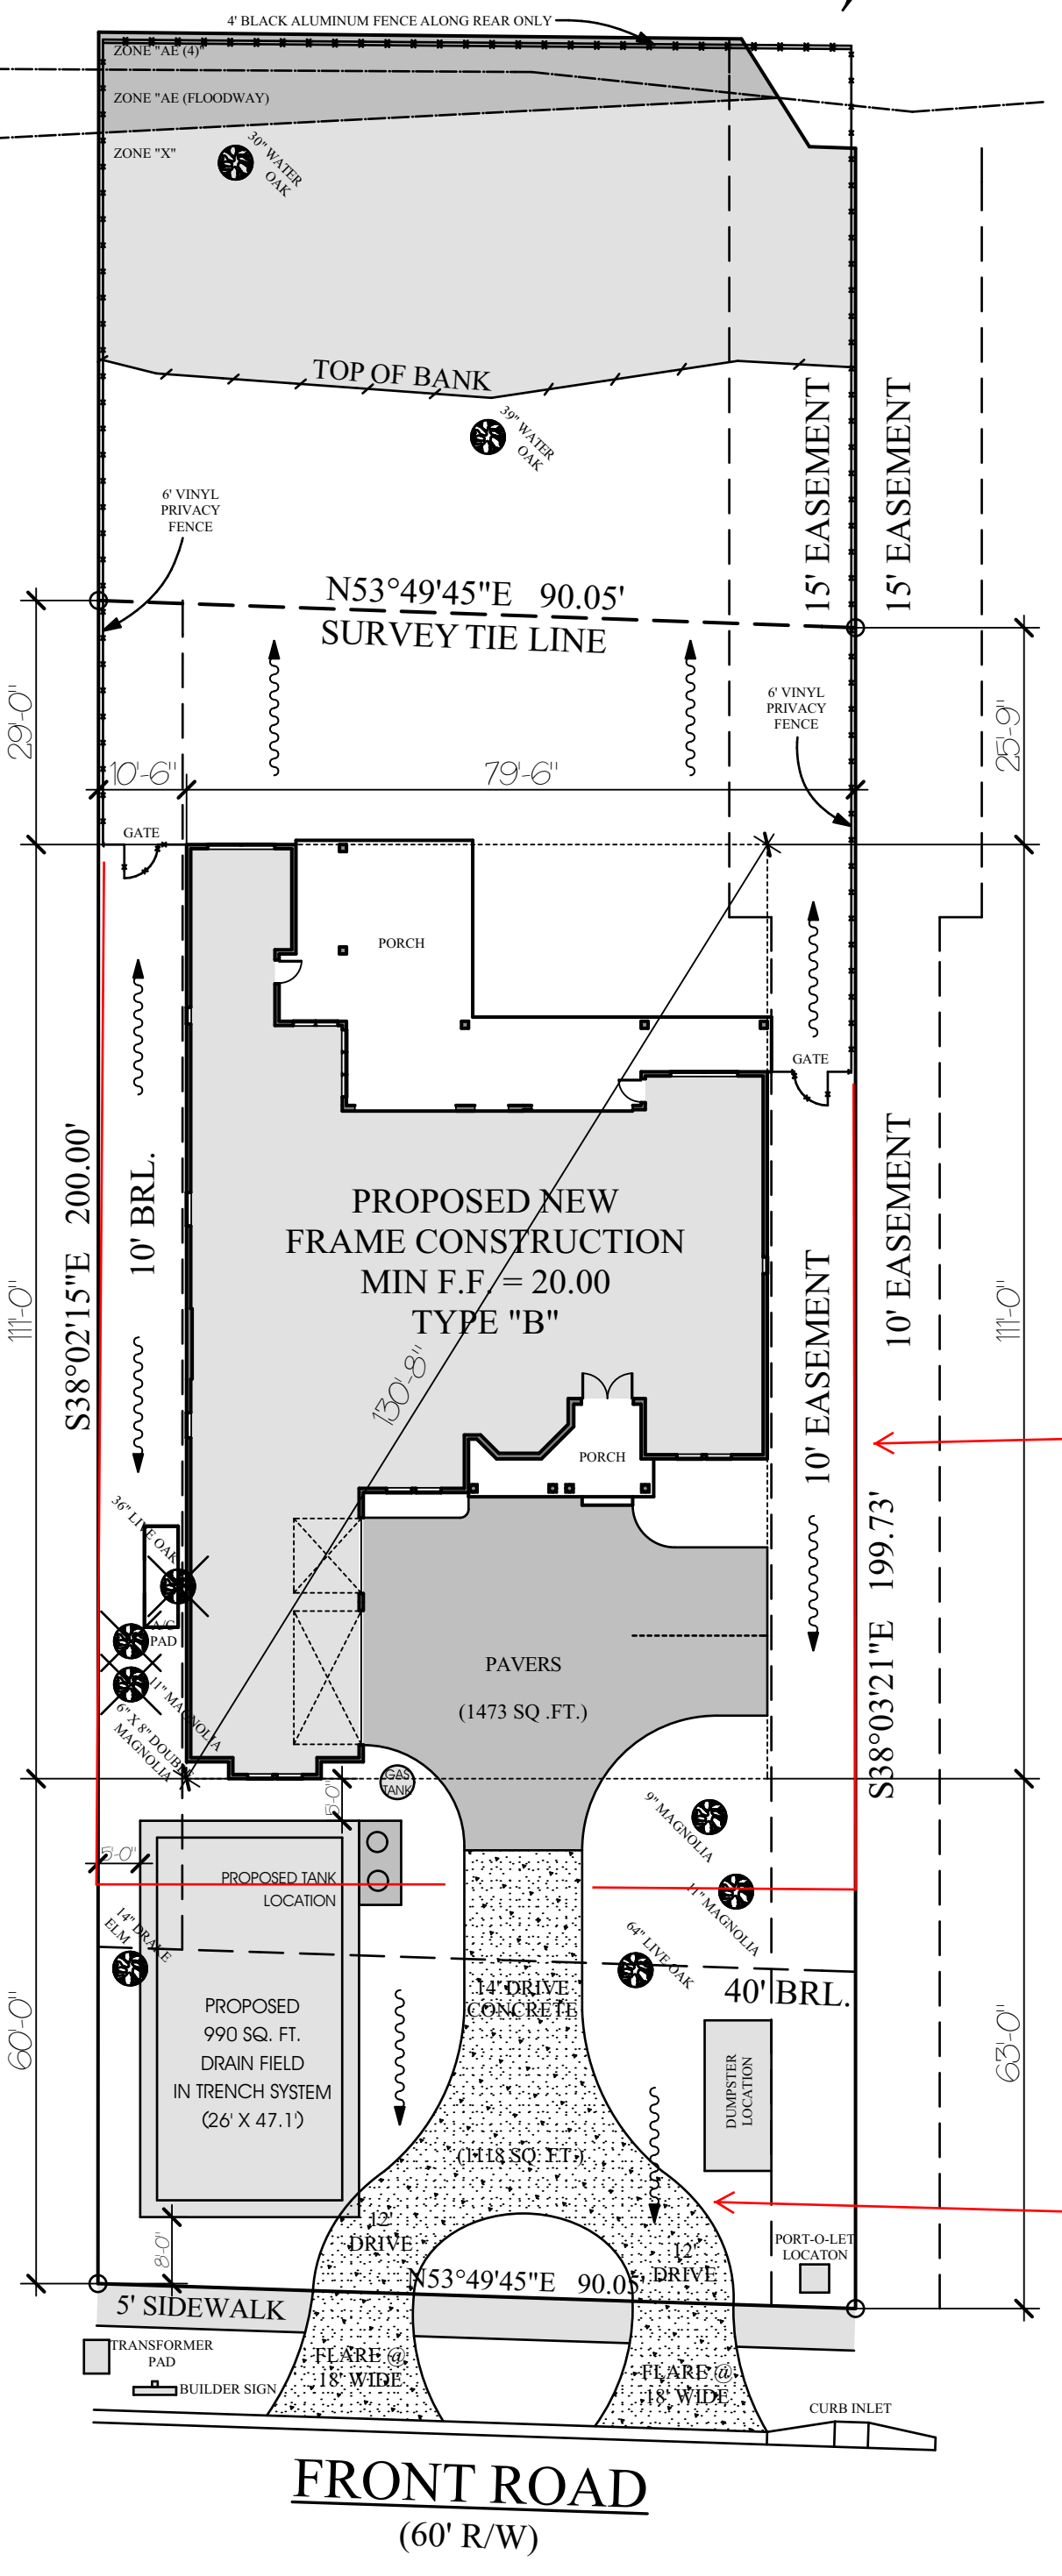 4' BLACK ALUMINUM FENCE ALONG REAR ONLY
ZONE "AE (4)"
ZONE "AE (FLOODWAY)
ZONE "X"
30" WATER
OAK
TOP OF BANK
39" WATER
OAK
15' EASEMENT
15' EASEMENT
6' VINYL
PRIVACY
FENCE
N53°49'45"E 90.05'
SURVEY TIE LINE
6' VINYL
PRIVACY
FENCE
29'-0"
25'-9"
10'-6"
79'-6"
GATE
PORCH
GATE
S38°02'15"E 200.00'
10' BRL.
111'-0"
PROPOSED NEW
FRAME CONSTRUCTION
MIN F.F. = 20.00
TYPE "B"
130'-8"
10' EASEMENT
10' EASEMENT
111'-0"
PORCH
S38°03'21"E 199.73'
36" LIVE OAK
A/C
PAD
11" MAGNOLIA
6" X 8" DOUBLE
MAGNOLIA
PAVERS
(1473 SQ .FT.)
GAS
TANK
5'-0"
5'-0"
9" MAGNOLIA
11" MAGNOLIA
PROPOSED TANK
LOCATION
14" DRAKE
ELM
64" LIVE OAK
40' BRL.
14' DRIVE
CONCRETE
60'-0"
63'-0"
PROPOSED
990 SQ. FT.
DRAIN FIELD
IN TRENCH SYSTEM
(26' X 47.1')
DUMPSTER
LOCATION
(1118 SQ .FT.)
8'-0"
12'
DRIVE
12'
DRIVE
PORT-O-LET
LOCATON
N53°49'45"E 90.05'
5' SIDEWALK
TRANSFORMER
PAD
BUILDER SIGN
FLARE @
18' WIDE
FLARE @
18' WIDE
CURB INLET
FRONT ROAD
(60' R/W)